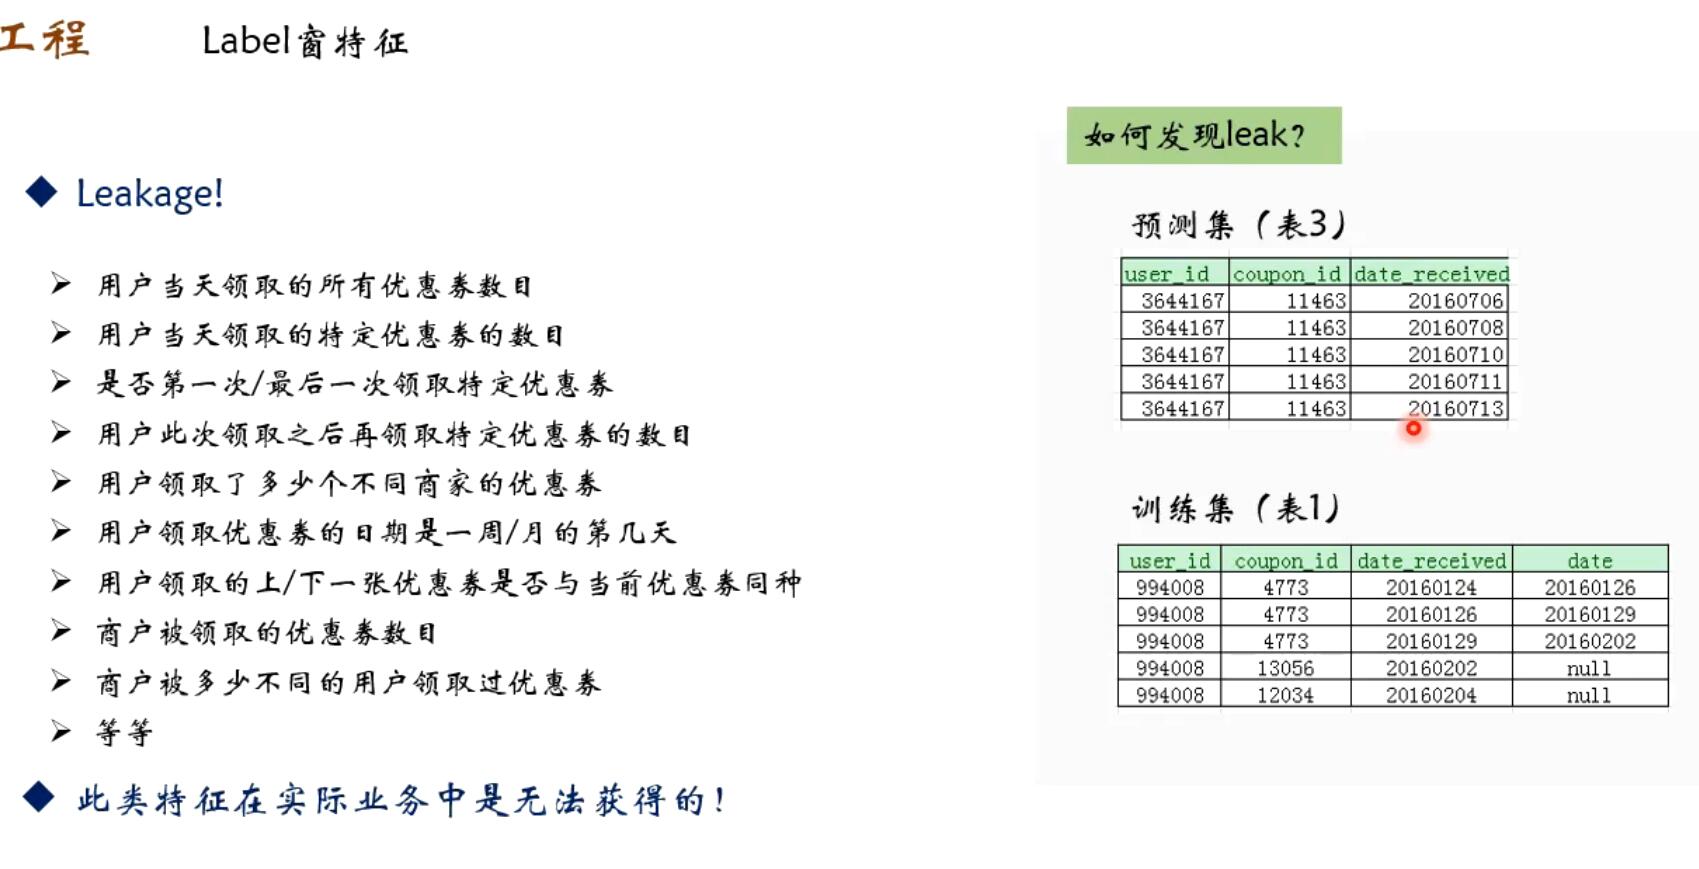 工程 Label窗特征
Leakage!
用户当天领取的所有优惠券数目
用户当天领取的特定优惠券的数目
是否第一次/最后一次领取特定优惠券
用户此次领取之后再领取特定优惠券的数目
用户领取了多少个不同商家的优惠券
用户领取优惠券的日期是一周/月的第几天
用户领取的上/下一张优惠券是否与当前优惠券同种
商户被领取的优惠券数目
商户被多少不同的用户领取过优惠券
等等
此类特征在实际业务中是无法获得的!
如何发现leak?
预测集(表3)
user_id coupon_id date_received
3644167 11463 20160706
3644167 11463 20160708
3644167 11463 20160710
3644167 11463 20160711
3644167 11463 20160713
训练集(表1)
user_id coupon_id date_received date
994008 4773 20160124 20160126
994008 4773 20160126 20160129
994008 4773 20160129 20160202
994008 13056 20160202 null
994008 12034 20160204 null